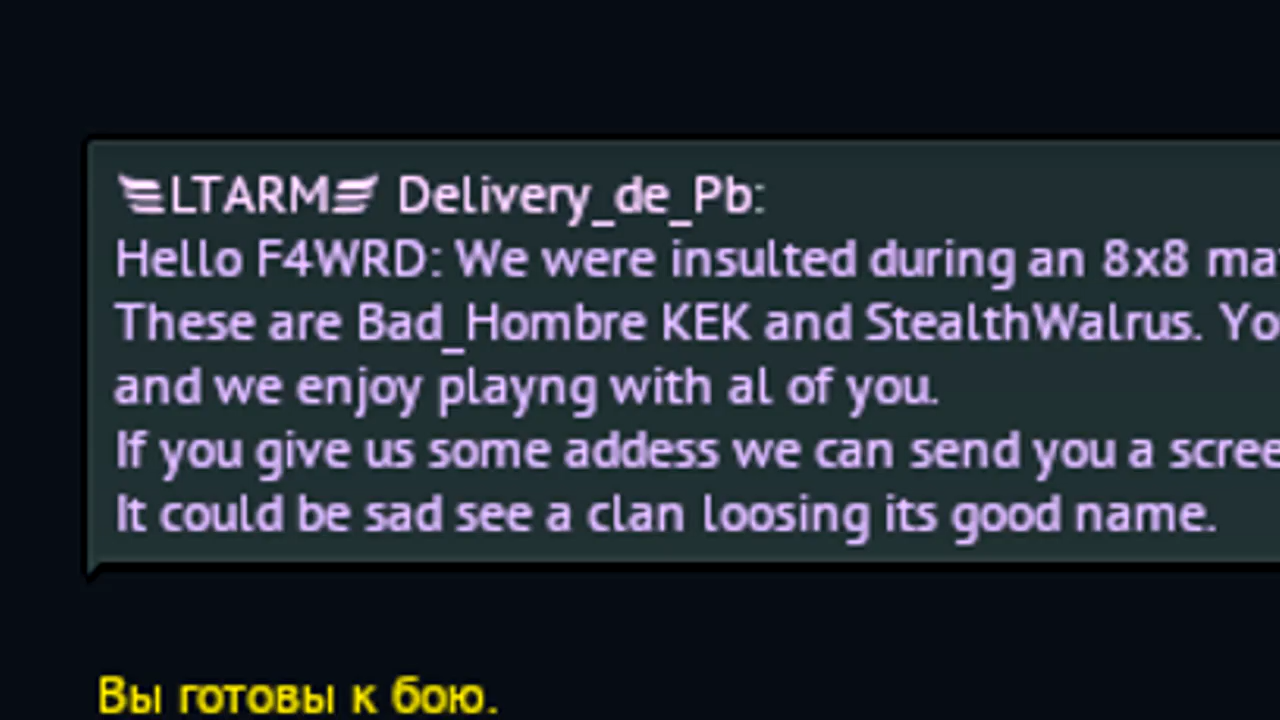 LTARM Delivery_de_Pb:
Hello F4WRD: We were insulted during an 8x8
These are Bad_Hombre KEK and StealthWalrus.
and we enjoy playng with al of you.
If you give us some addess we can send you a
It could be sad see a clan loosing its good name.
Вы готовы к бою.